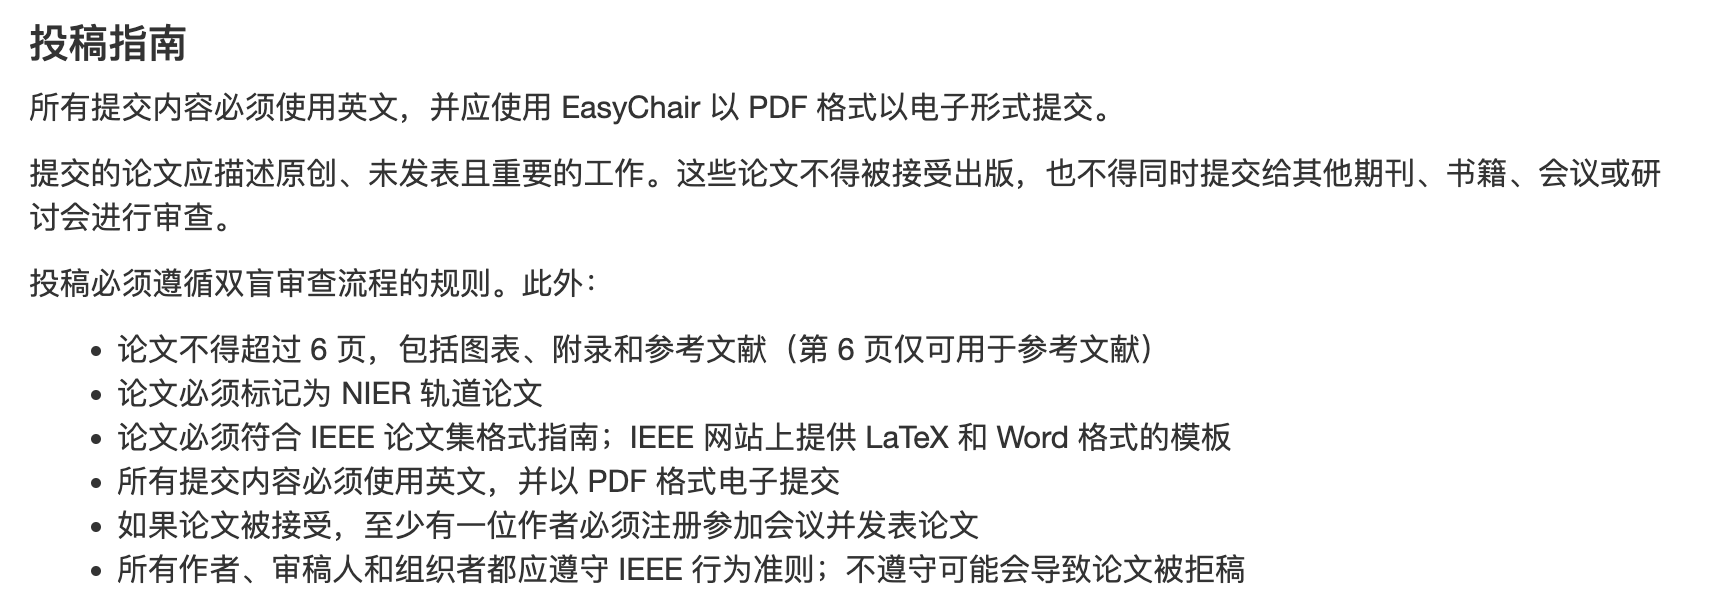 投稿指南
所有提交内容必须使用英文，并应使用 EasyChair 以 PDF 格式以电子形式提交。
提交的论文应描述原创、未发表且重要的工作。这些论文不得被接受出版，也不得同时提交给其他期刊、书籍、会议或研
讨会进行审查。
投稿必须遵循双盲审查流程的规则。此外：
• 论文不得超过 6 页，包括图表、附录和参考文献（第 6 页仅可用于参考文献）
• 论文必须标记为 NIER 轨道论文
• 论文必须符合 IEEE 论文集格式指南；IEEE 网站上提供 LaTeX 和 Word 格式的模板
• 所有提交内容必须使用英文，并以 PDF 格式电子提交
• 如果论文被接受，至少有一位作者必须注册参加会议并发表论文
• 所有作者、审稿人和组织者都应遵守 IEEE 行为准则；不遵守可能会导致论文被拒稿